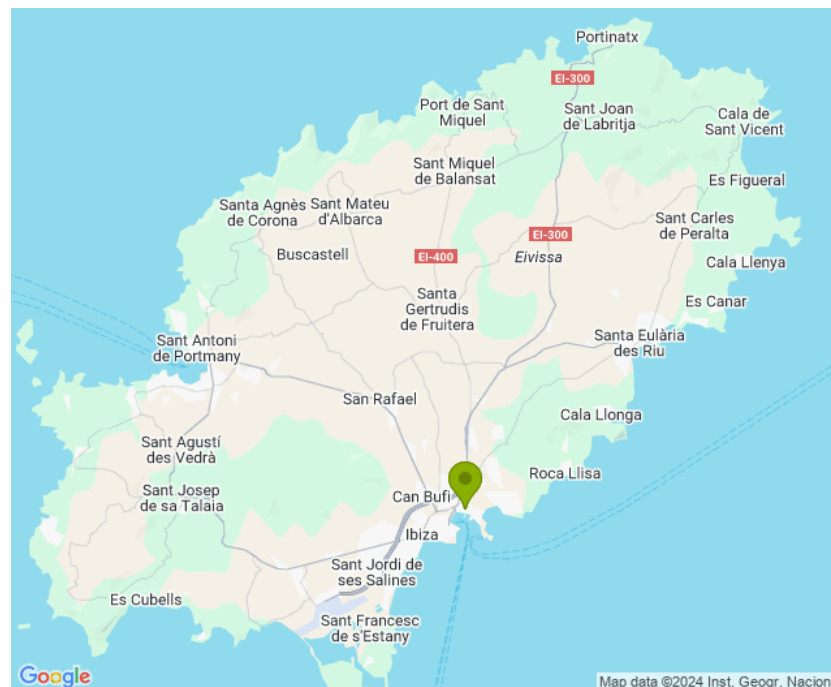 Portinatx
EI-300
Port de Sant
Miquel
Sant Joan
de Labritja
Cala de
Sant Vicent
Sant Miquel
de Balansat
Es Figueral
Santa Agnès
de Corona
Sant Mateu
d'Albarca
Sant Carles
de Peralta
EI-300
Buscastell
EI-400
Eivissa
Cala Llenya
Santa
Gertrudis
de Fruitera
Es Canar
Sant Antoni
de Portmany
Santa Eulària
des Riu
San Rafael
Cala Llonga
Sant Agustí
des Vedrà
Roca Llisa
Sant Josep
de sa Talaia
Can Bufí
Ibiza
Sant Jordi de
ses Salines
Es Cubells
Sant Francesc
de s'Estany
Google
Map data ©2024 Inst. Geogr. Nacion